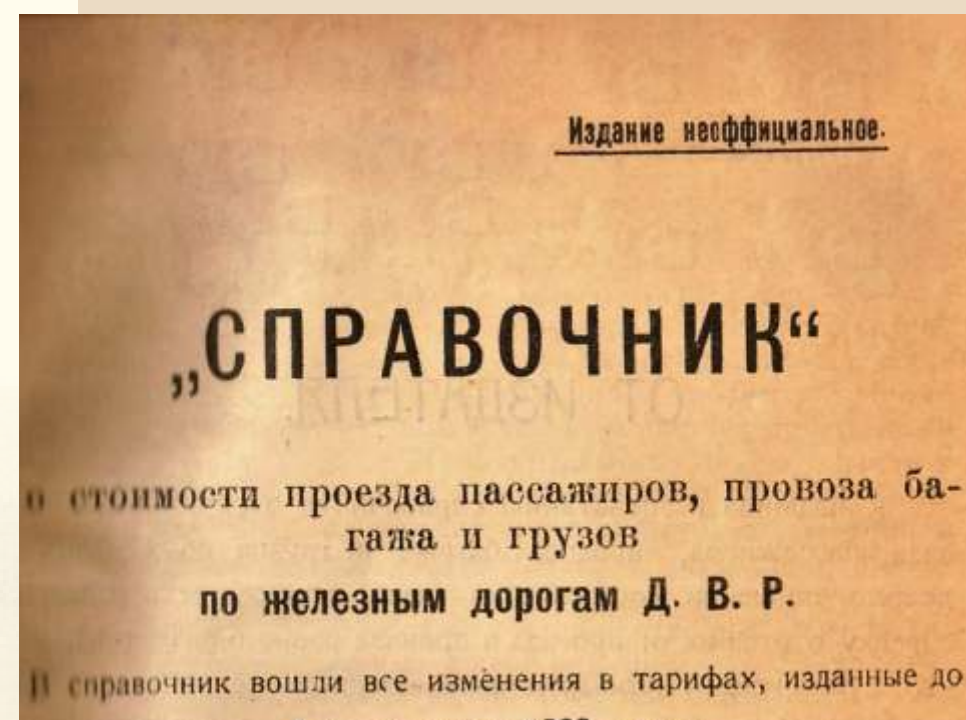 Издание неоффициальное.
„СПРАВОЧНИК“
о стоимости проезда пассажиров, провоза ба-
гажа и грузов
по железным дорогам Д. В. Р.
В справочник вошли все изменения в тарифах, изданные до